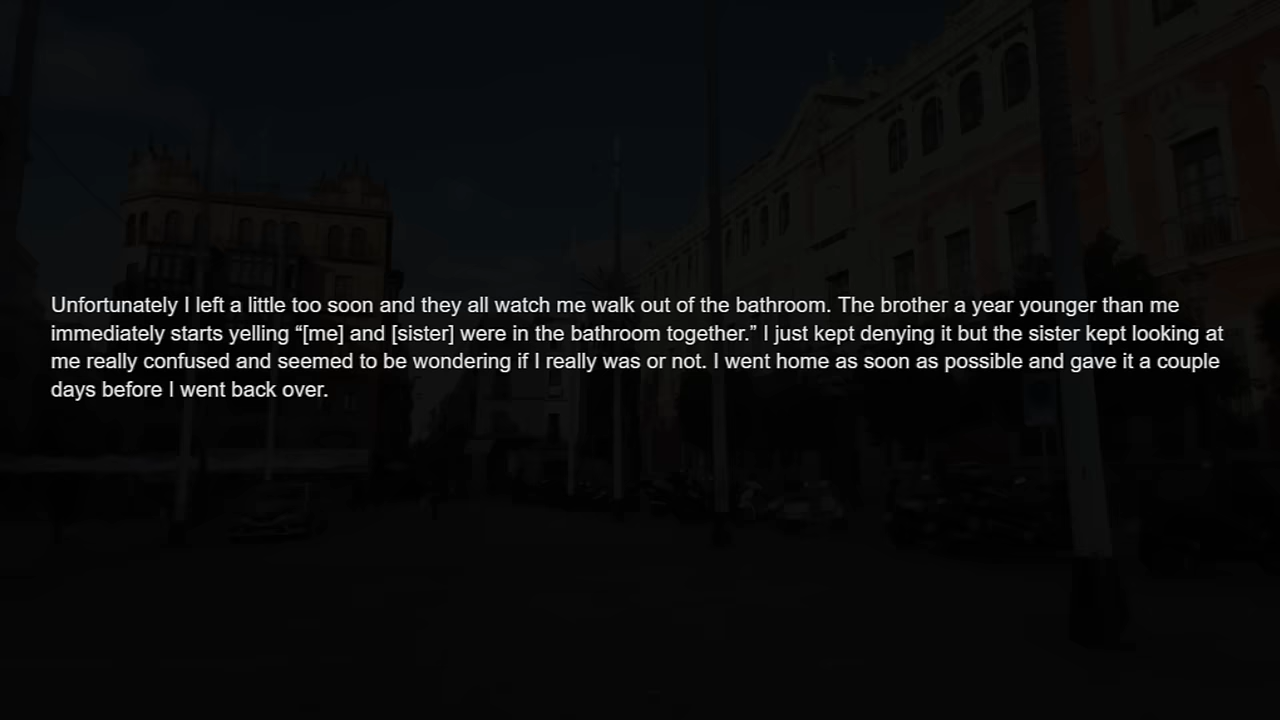 Unfortunately I left a little too soon and they all watch me walk out of the bathroom. The brother a year younger than me
immediately starts yelling “[me] and [sister] were in the bathroom together.” I just kept denying it but the sister kept looking at
me really confused and seemed to be wondering if I really was or not. I went home as soon as possible and gave it a couple
days before I went back over.